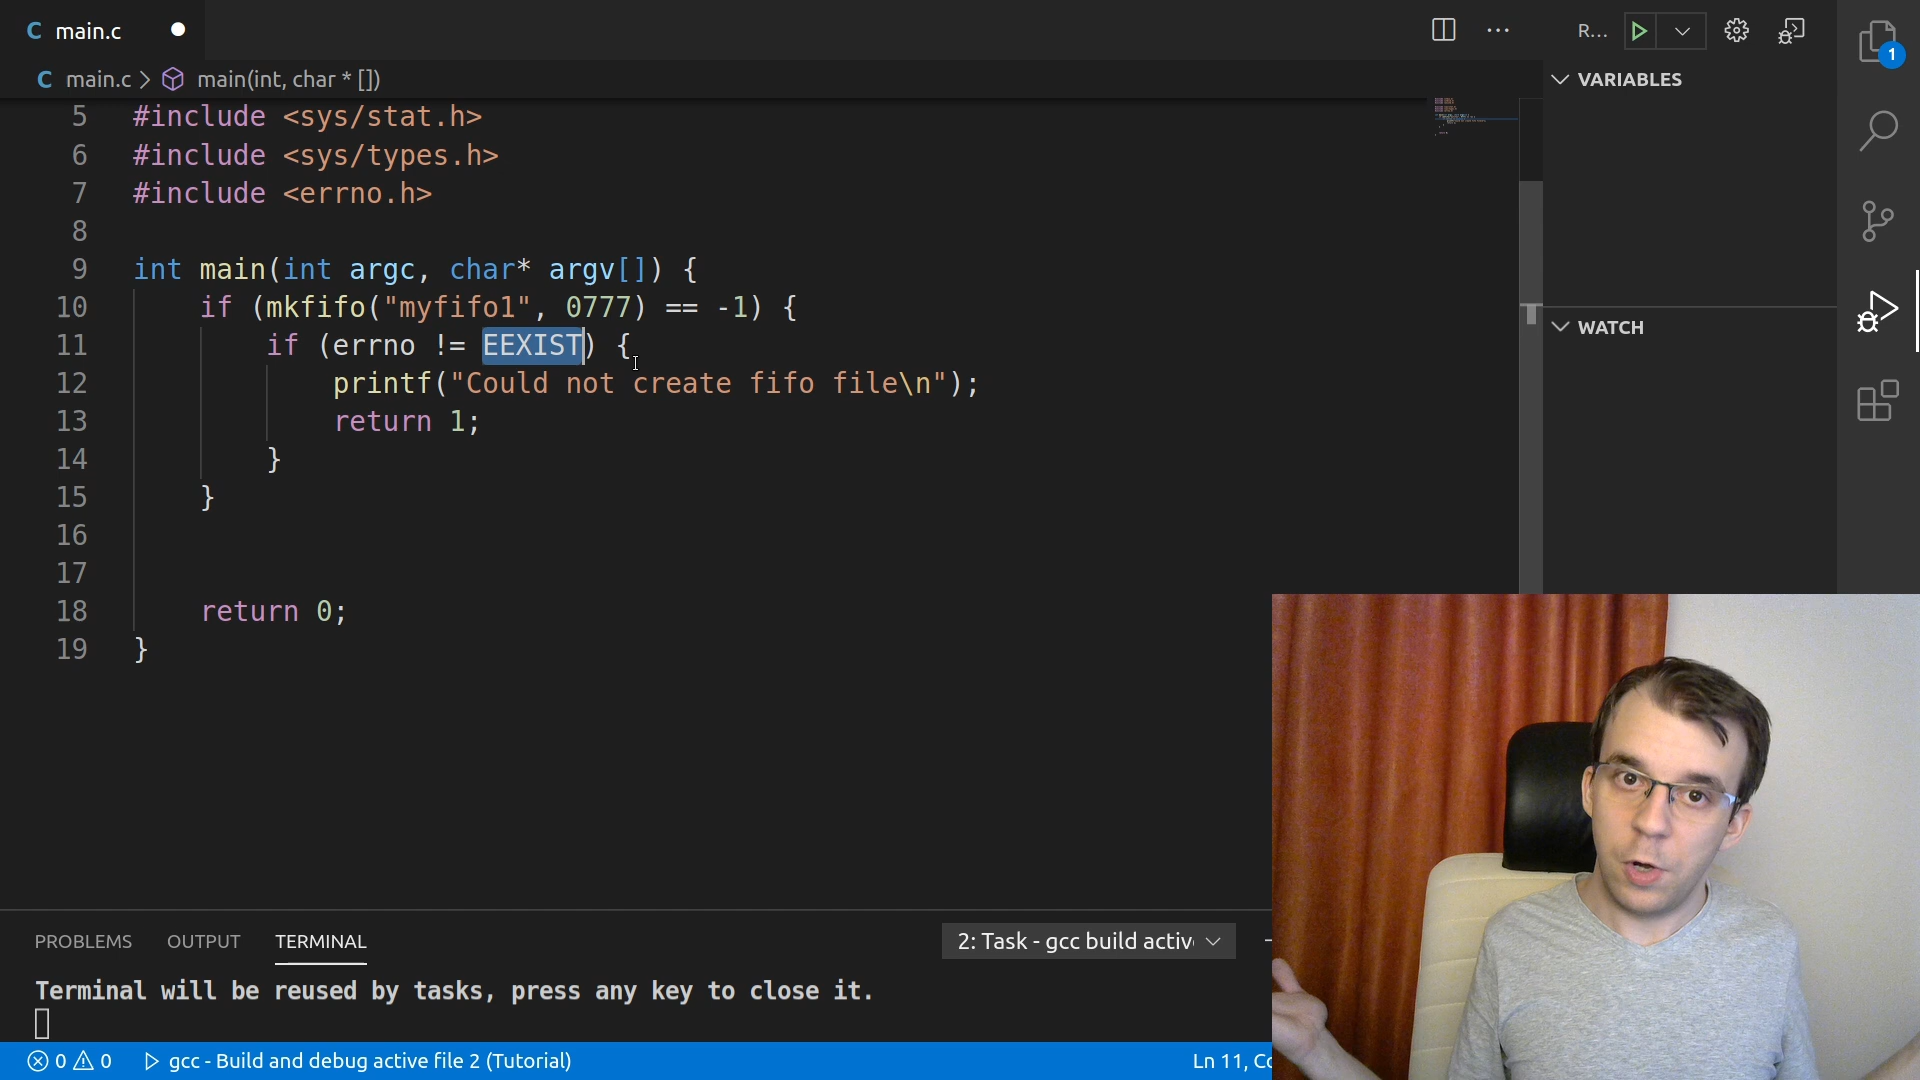 C main.c
R...
1
C main.c > main(int, char * [])
VARIABLES
5 #include <sys/stat.h>
6 #include <sys/types.h>
7 #include <errno.h>
8
9 int main(int argc, char* argv[]) {
10 if (mkfifo("myfifo1", 0777) == -1) {
11 if (errno != EEXIST) {
12 printf("Could not create fifo file\n");
13 return 1;
14 }
15 }
16
17
18 return 0;
19 }
WATCH
PROBLEMS OUTPUT TERMINAL
2: Task - gcc build activ
Terminal will be reused by tasks, press any key to close it.
0 0 gcc - Build and debug active file 2 (Tutorial)
Ln 11, Co